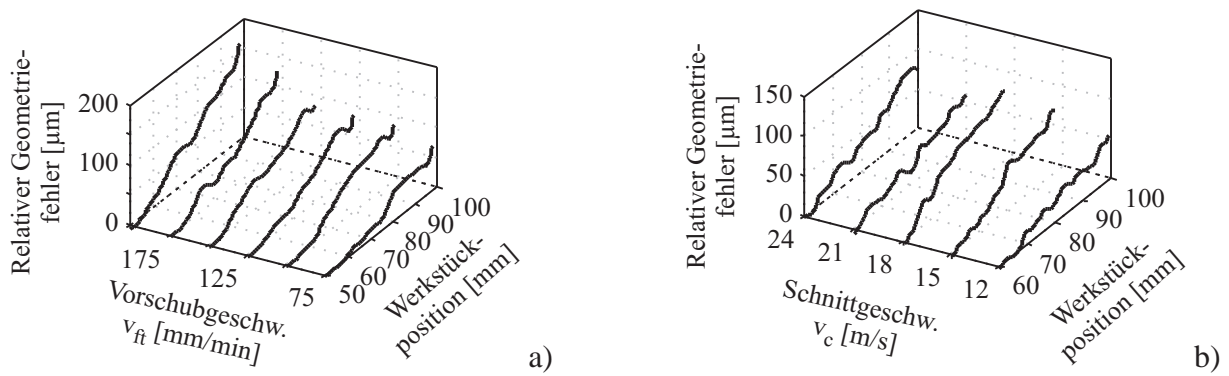 Relativer Geometrie-
fehler [μm]
200
100
0
175
125
75
Vorschubgeschw.
vft [mm/min]
50
60
70
80
90
100
Werkstück-
position [mm]
a)
Relativer Geometrie-
fehler [μm]
150
100
50
0
24
21
18
15
12
Schnittgeschw.
vc [m/s]
60
70
80
90
100
Werkstück-
position [mm]
b)